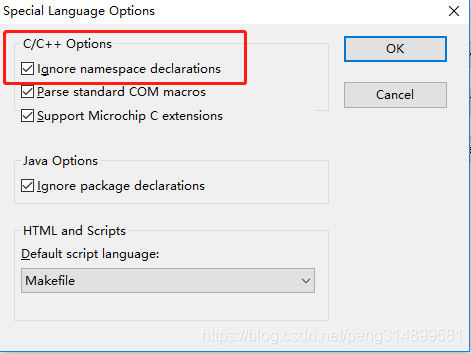 Special Language Options
C/C++ Options
Ignore namespace declarations
Parse standard COM macros
Support Microchip C extensions
OK
Cancel
Java Options
Ignore package declarations
HTML and Scripts
Default script language:
Makefile
https://blog.csdn.net/peng314899581